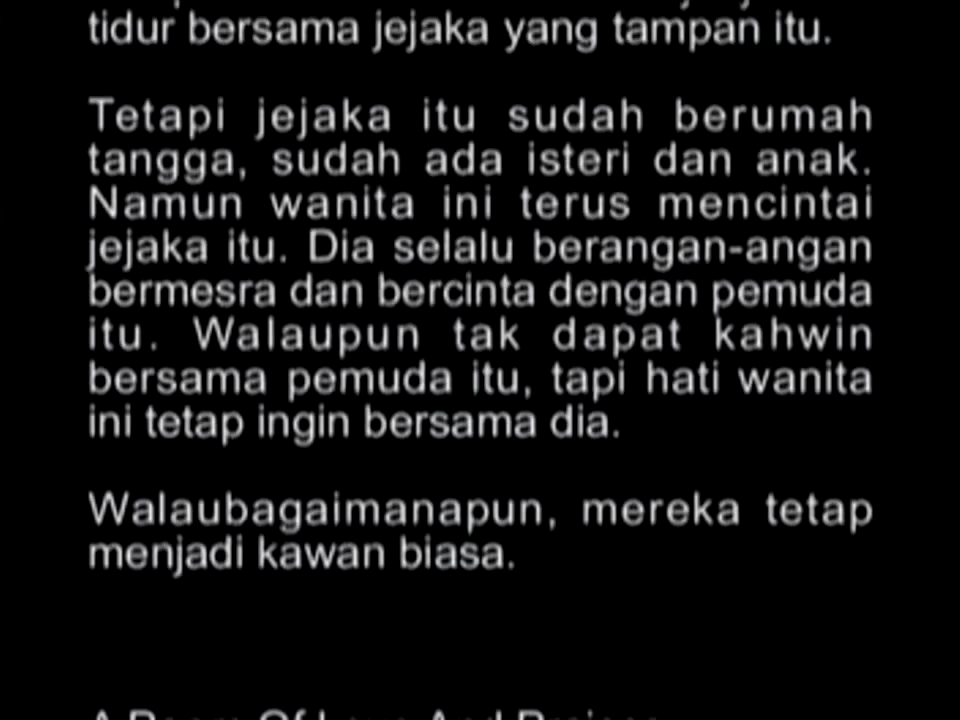 tidur bersama jejaka yang tampan itu.
Tetapi jejaka itu sudah berumah
tangga, sudah ada isteri dan anak.
Namun wanita ini terus mencintai
jejaka itu. Dia selalu berangan-angan
bermesra dan bercinta dengan pemuda
itu. Walaupun tak dapat kahwin
bersama pemuda itu, tapi hati wanita
ini tetap ingin bersama dia.
Walaubagaimanapun, mereka tetap
menjadi kawan biasa.